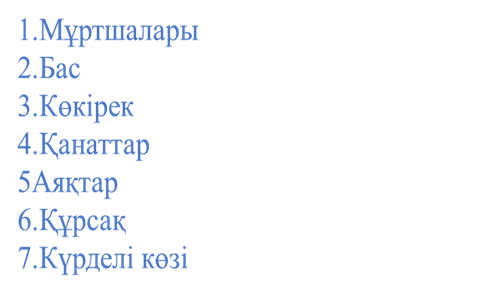 1.Мұртшалары
2.Бас
3.Көкірек
4.Қанаттар
5Аяқтар
6.Құрсақ
7.Күрделі көзі